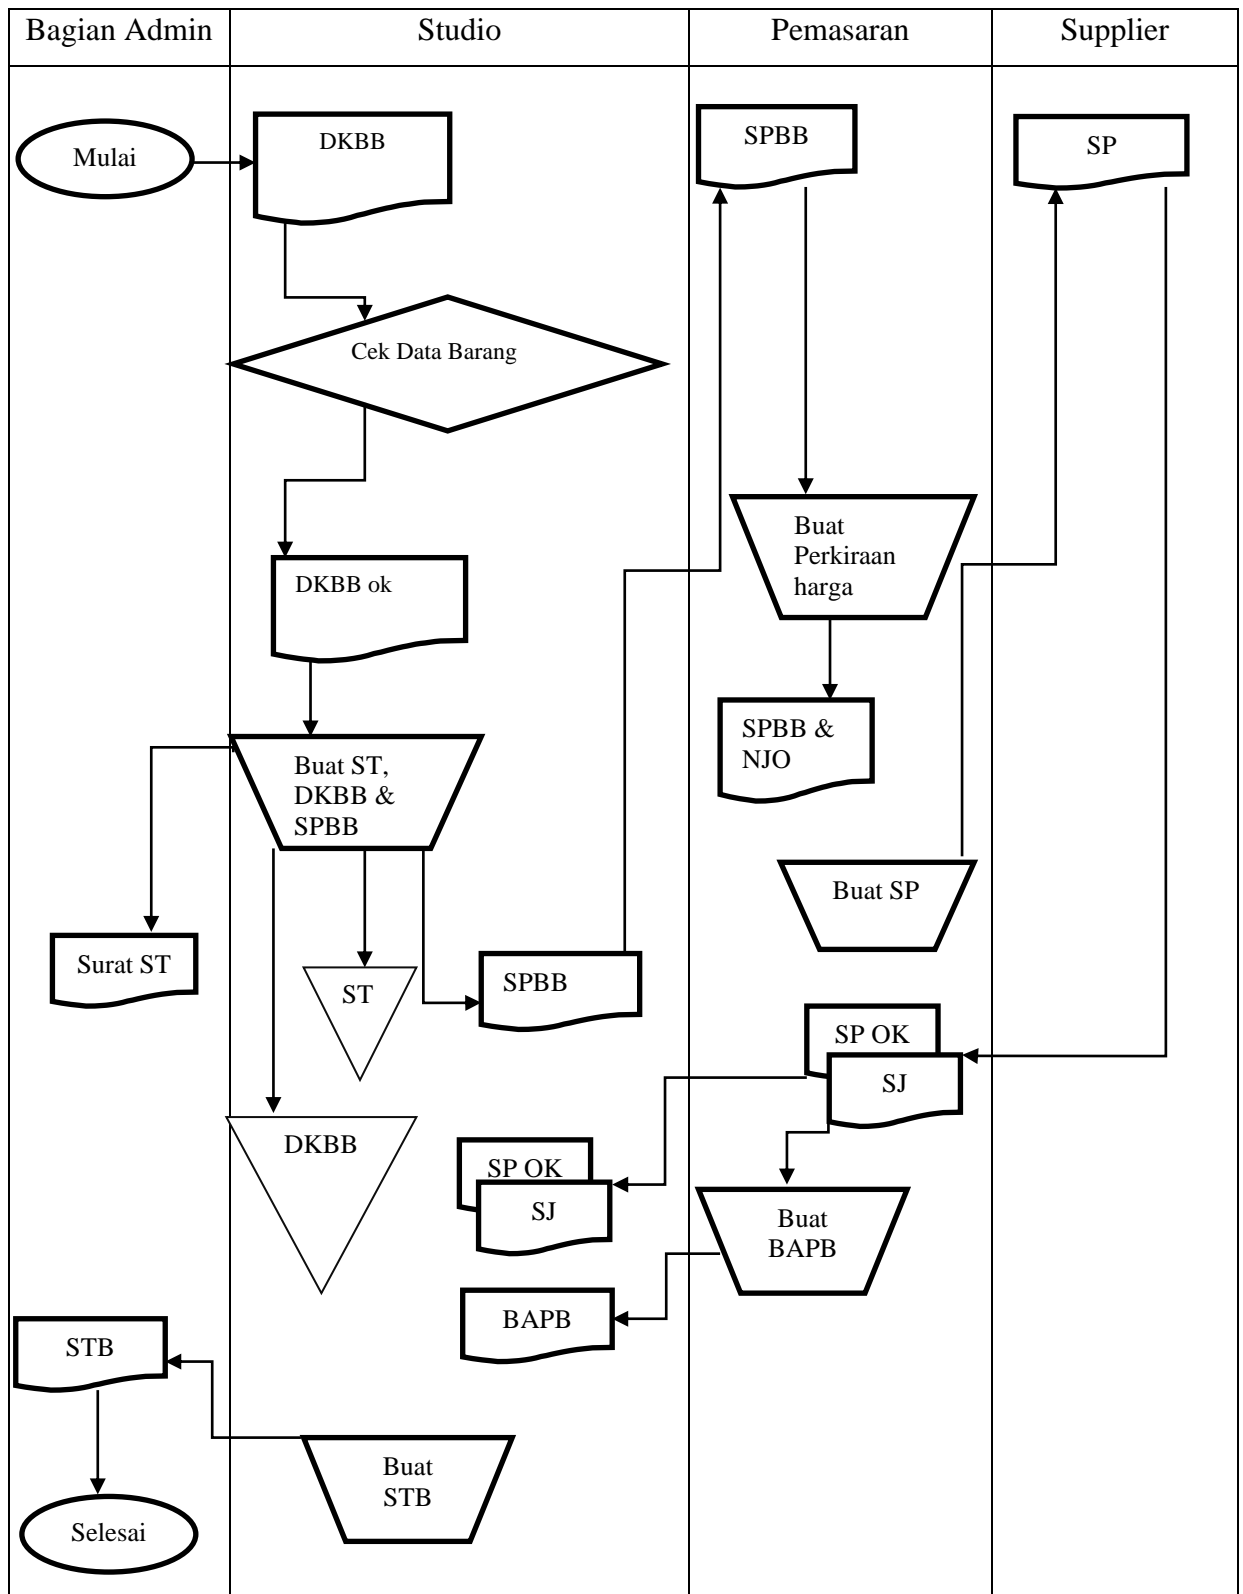 Bagian Admin
Studio
Pemasaran
Supplier
Mulai
DKBB
SPBB
SP
Cek Data Barang
Buat
Perkiraan
harga
DKBB ok
SPBB &
NJO
Buat ST,
DKBB &
SPBB
Buat SP
Surat ST
ST
SPBB
SP OK
SJ
DKBB
SP OK
SJ
Buat
BAPB
BAPB
STB
Buat
STB
Selesai